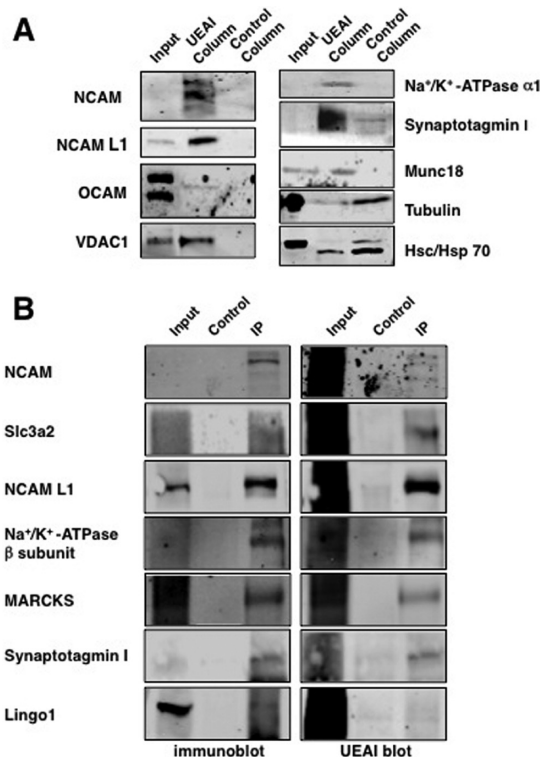 A
Input
UEAI Column
Control Column
NCAM
NCAM L1
OCAM
VDAC1
Input
UEAI Column
Control Column
Na+/K+-ATPase α1
Synaptotagmin I
Munc18
Tubulin
Hsc/Hsp 70
B
Input
Control
IP
Input
Control
IP
NCAM
Slc3a2
NCAM L1
Na+/K+-ATPase
β subunit
MARCKS
Synaptotagmin I
Lingo1
immunoblot
UEAI blot